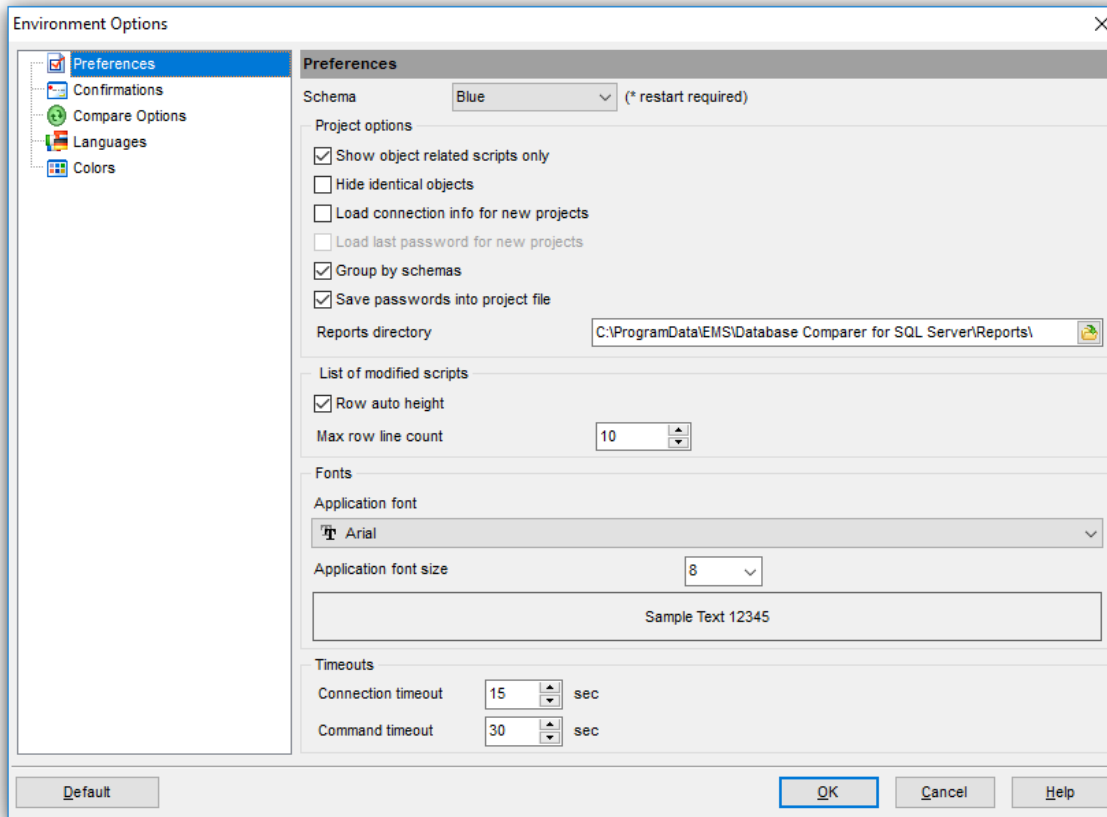 Environment Options
Preferences
Confirmations
Compare Options
Languages
Colors
Preferences
Schema Blue (* restart required)
Project options
Show object related scripts only
Hide identical objects
Load connection info for new projects
Load last password for new projects
Group by schemas
Save passwords into project file
Reports directory C:\ProgramData\EMS\Database Comparer for SQL Server\Reports\
List of modified scripts
Row auto height
Max row line count 10
Fonts
Application font
Arial
Application font size 8
Sample Text 12345
Timeouts
Connection timeout 15 sec
Command timeout 30 sec
Default OK Cancel Help